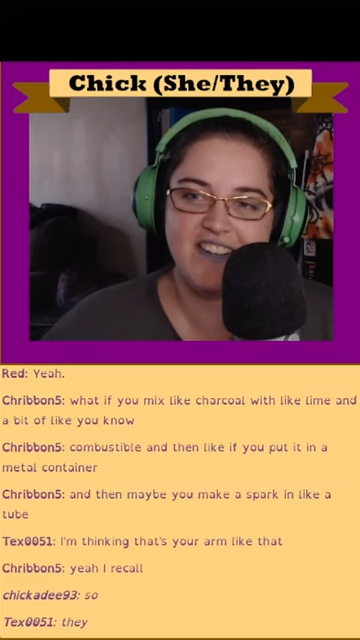 Chick (She/They)
Red: Yeah.
Chribbon5: what if you mix like charcoal with like lime and
a bit of like you know
Chribbon5: combustible and then like if you put it in a
metal container
Chribbon5: and then maybe you make a spark in like a
tube
Tex0051: I'm thinking that's your arm like that
Chribbon5: yeah I recall
chickadee93: so
Tex0051: they